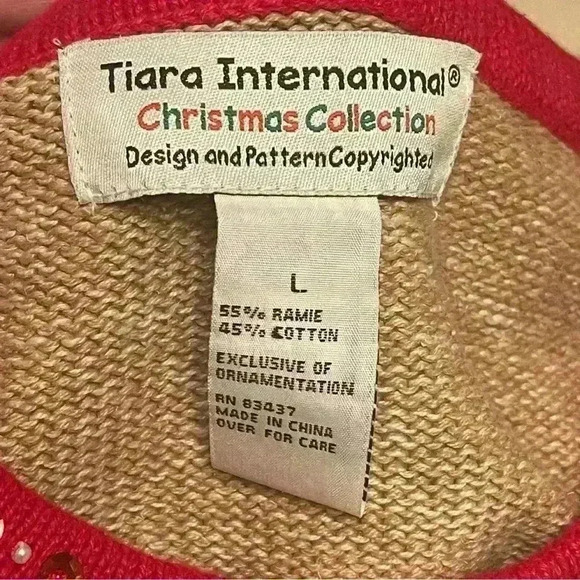 Tiara International®
Christmas Collection
Design and Pattern Copyrighted
L
55% RAMIE
45% COTTON
EXCLUSIVE OF
ORNAMENTATION
RN 83437
MADE IN CHINA
OVER FOR CARE